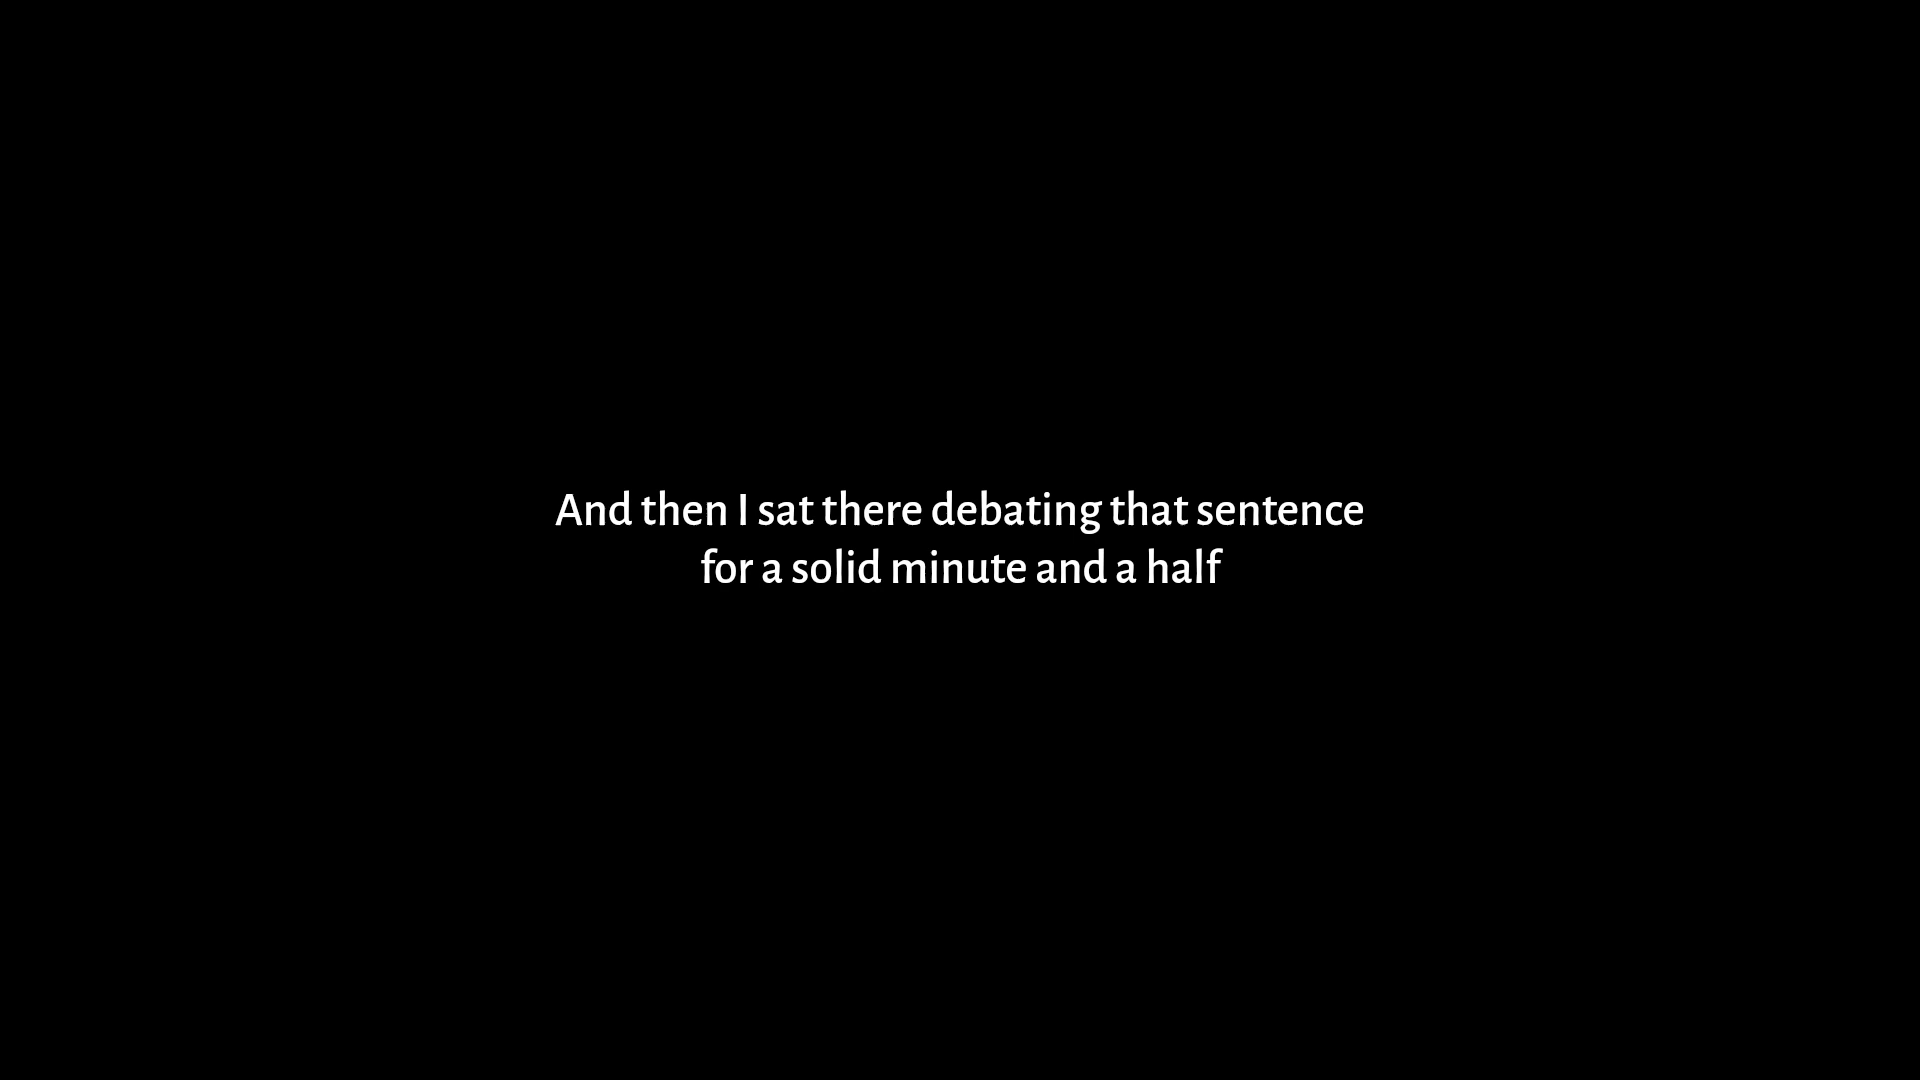 And then I sat there debating that sentence
for a solid minute and a half